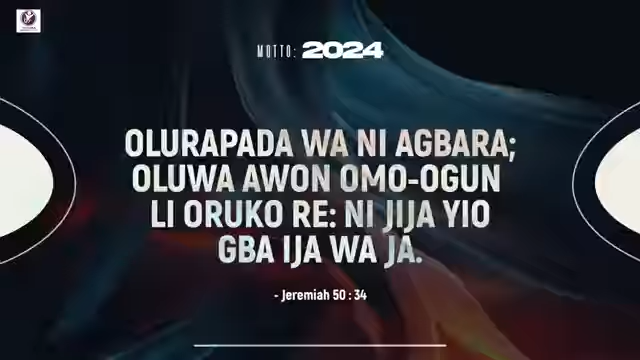 MOTTO: 2024
OLURAPADA WA NI AGBARA;
OLUWA AWON OMO-OGUN
LI ORUKO RE: NI JIJA YIO
GBA IJA WA JA.
- Jeremiah 50 : 34